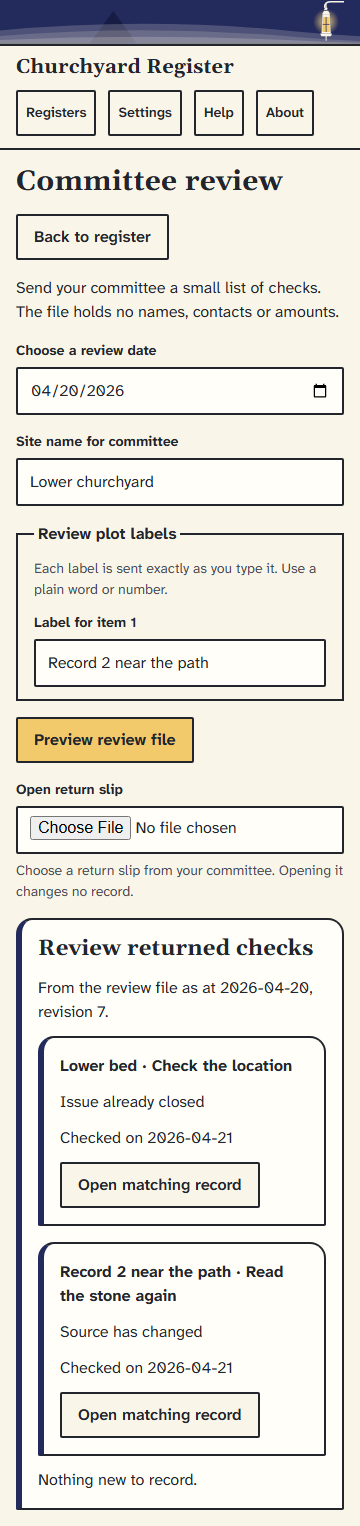 Churchyard Register
Registers
Settings
Help
About
Committee review
Back to register
Send your committee a small list of checks.
The file holds no names, contacts or amounts.
Choose a review date
04/20/2026
Site name for committee
Lower churchyard
Review plot labels
Each label is sent exactly as you type it. Use a
plain word or number.
Label for item 1
Record 2 near the path
Preview review file
Open return slip
Choose File No file chosen
Choose a return slip from your committee. Opening it
changes no record.
Review returned checks
From the review file as at 2026-04-20,
revision 7.
Lower bed · Check the location
Issue already closed
Checked on 2026-04-21
Open matching record
Record 2 near the path · Read
the stone again
Source has changed
Checked on 2026-04-21
Open matching record
Nothing new to record.